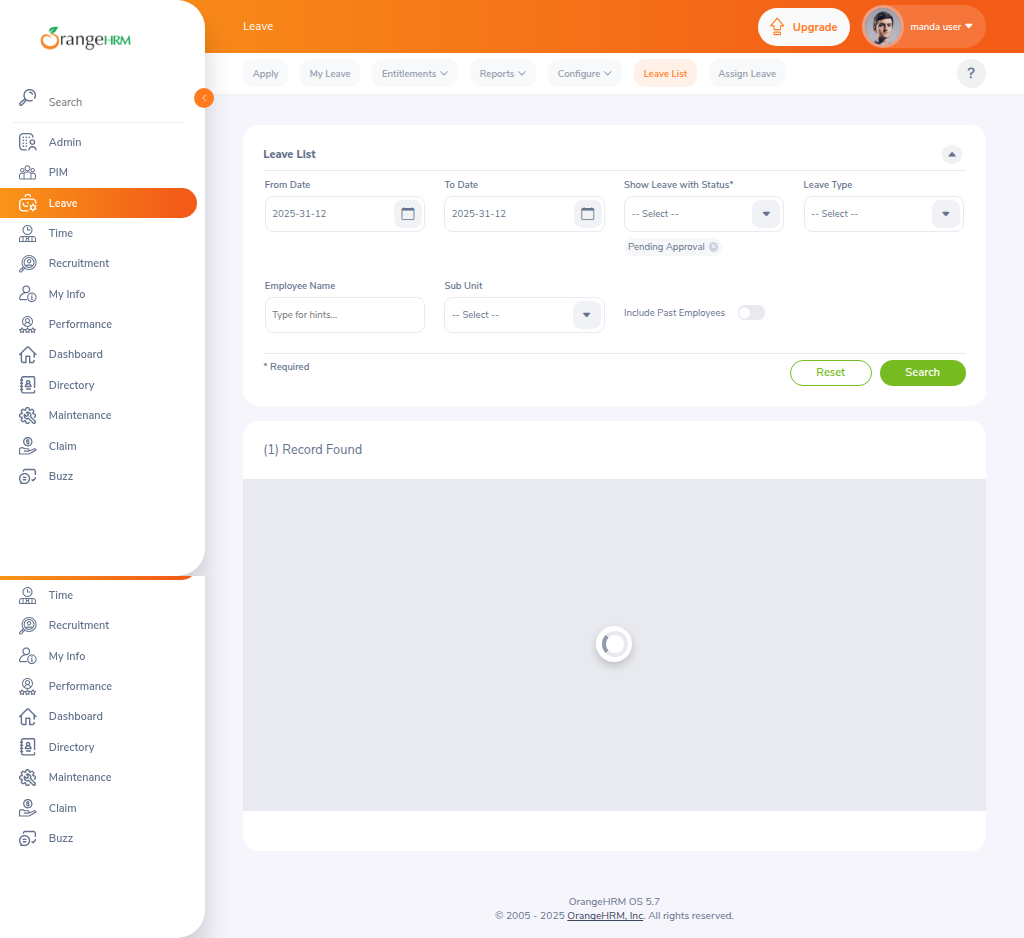 OrangeHRM
Leave
Upgrade
manda user
Apply
My Leave
Entitlements
Reports
Configure
Leave List
Assign Leave
?
Search
Admin
PIM
Leave
Time
Recruitment
My Info
Performance
Dashboard
Directory
Maintenance
Claim
Buzz
Time
Recruitment
My Info
Performance
Dashboard
Directory
Maintenance
Claim
Buzz
Leave List
From Date
To Date
Show Leave with Status*
Leave Type
2025-31-12
2025-31-12
-- Select --
-- Select --
Pending Approval
Employee Name
Sub Unit
Type for hints...
-- Select --
Include Past Employees
* Required
Reset
Search
(1) Record Found
OrangeHRM OS 5.7
© 2005 - 2025 OrangeHRM, Inc. All rights reserved.